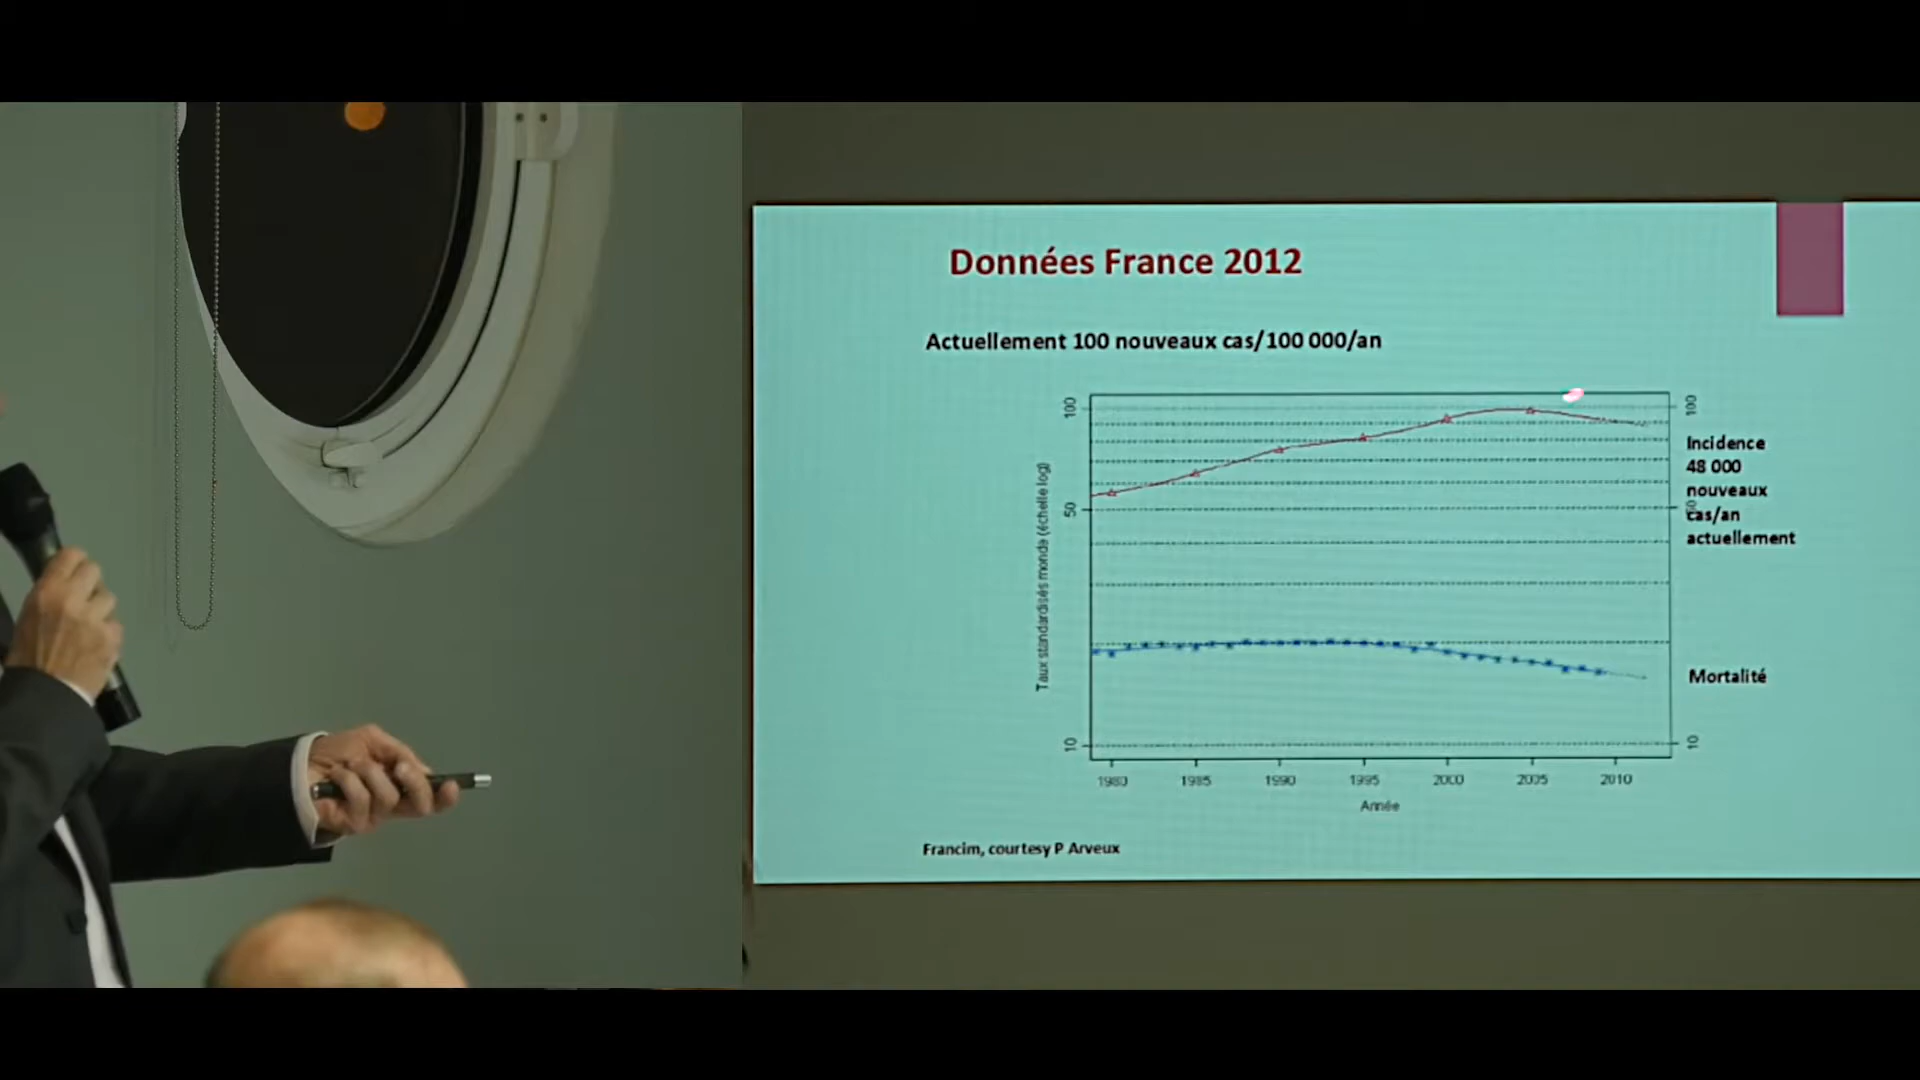 Données France 2012
Actuellement 100 nouveaux cas/100 000/an
100
50
10
Taux standardisés monde (échelle log)
100
50
10
Incidence
48 000
nouveaux
cas/an
actuellement
Mortalité
1980 1985 1990 1995 2000 2005 2010
Année
Francim, courtesy P Arveux